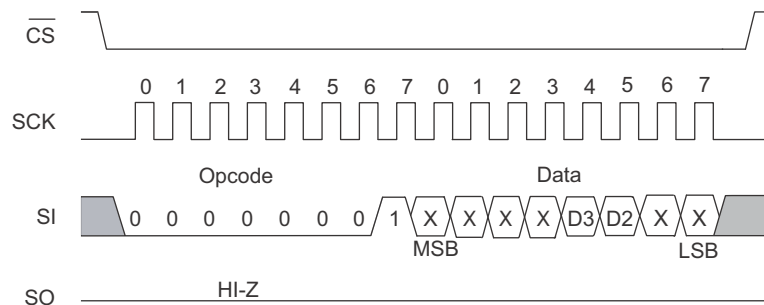 CS
0 1 2 3 4 5 6 7 0 1 2 3 4 5 6 7
SCK
Opcode Data
SI 0 0 0 0 0 0 0 1 X X X X D3 D2 X X
MSB LSB
HI-Z
SO